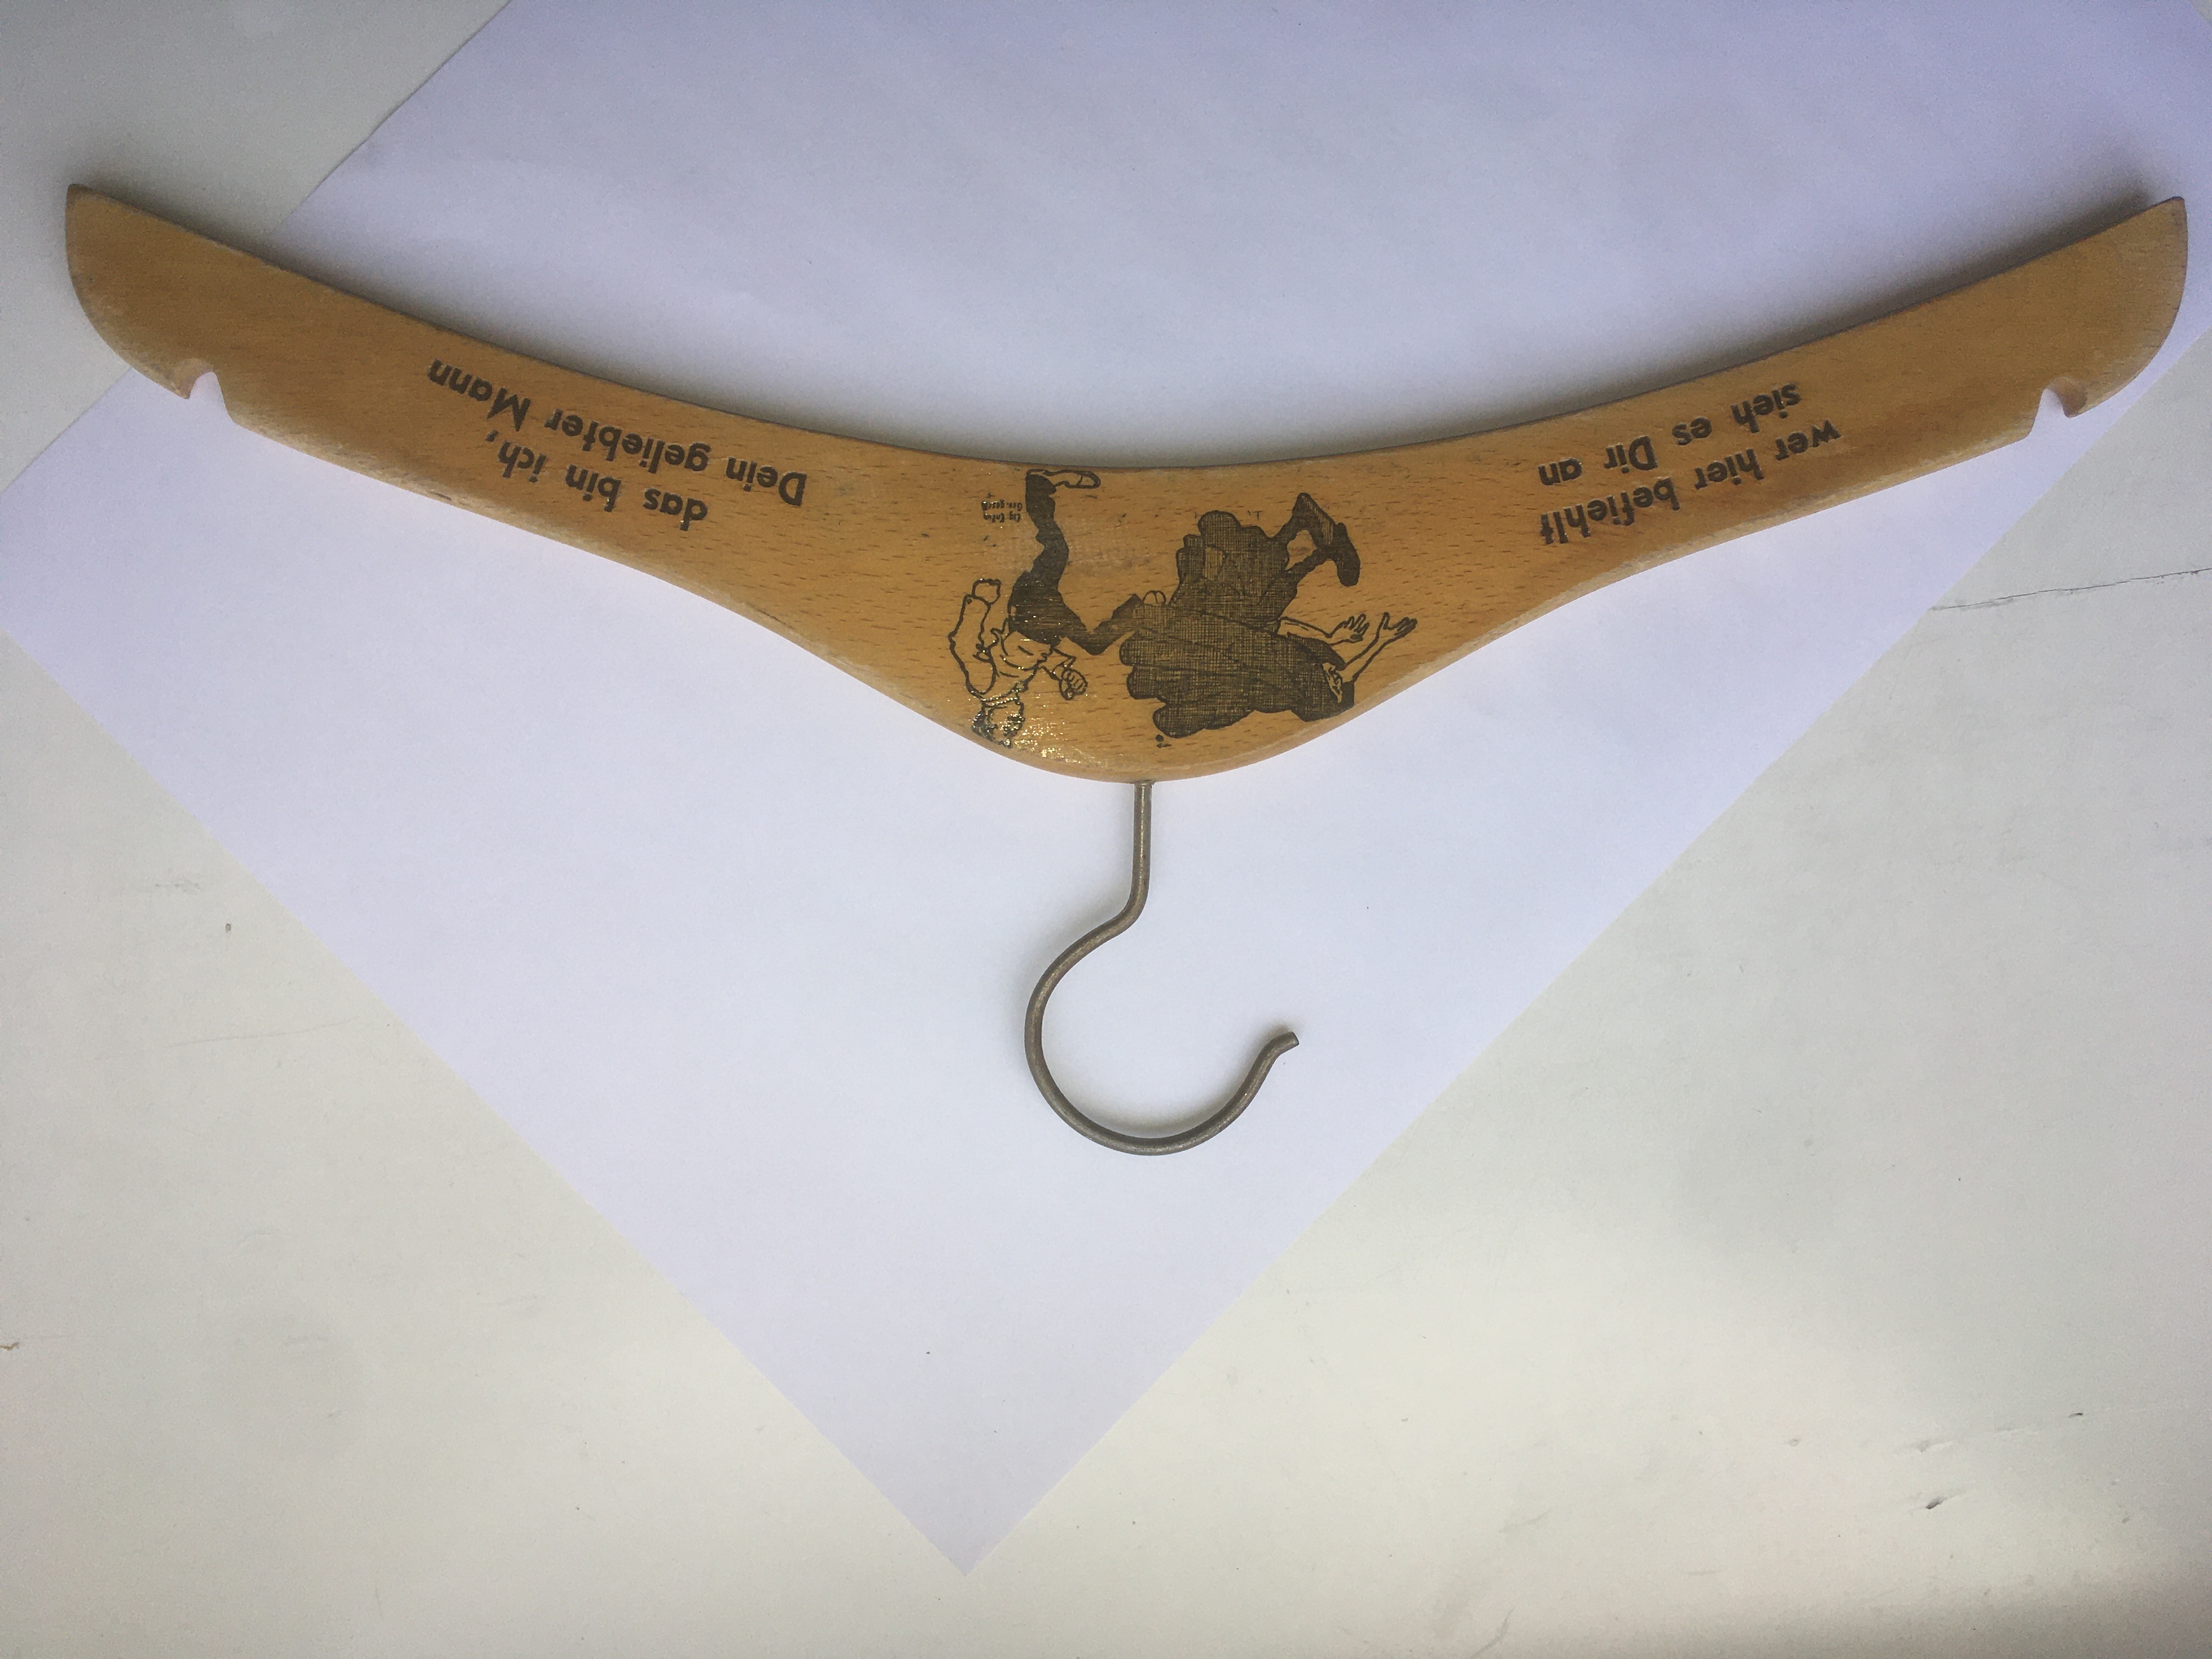 wer hier befiehlt
sieh es Dir an
das bin ich,
Dein geliebter Mann